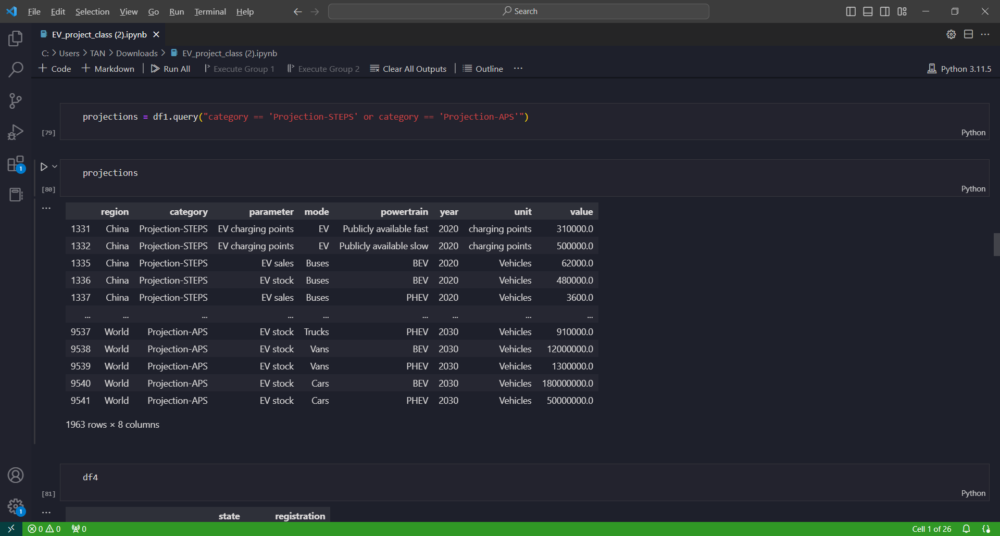 File Edit Selection View Go Run Terminal Help Search
EV_project_class (2).ipynb
C: Users TAN Downloads EV_project_class (2).ipynb
Code Markdown Run All Execute Group 1 Execute Group 2 Clear All Outputs Outline ... Python 3.11.5
projections = df1.query("category == 'Projection-STEPS' or category == 'Projection-APS'")
[79] Python
projections
[80] Python
...
region category parameter mode powertrain year unit value
1331 China Projection-STEPS EV charging points EV Publicly available fast 2020 charging points 310000.0
1332 China Projection-STEPS EV charging points EV Publicly available slow 2020 charging points 500000.0
1335 China Projection-STEPS EV sales Buses BEV 2020 Vehicles 62000.0
1336 China Projection-STEPS EV stock Buses BEV 2020 Vehicles 480000.0
1337 China Projection-STEPS EV sales Buses PHEV 2020 Vehicles 3600.0
... ... ... ... ... ... ... ... ...
9537 World Projection-APS EV stock Trucks PHEV 2030 Vehicles 910000.0
9538 World Projection-APS EV stock Vans BEV 2030 Vehicles 12000000.0
9539 World Projection-APS EV stock Vans PHEV 2030 Vehicles 1300000.0
9540 World Projection-APS EV stock Cars BEV 2030 Vehicles 180000000.0
9541 World Projection-APS EV stock Cars PHEV 2030 Vehicles 50000000.0
1963 rows × 8 columns
df4
[81] Python
...
state registration
1
1
0 0 0 Cell 1 of 26